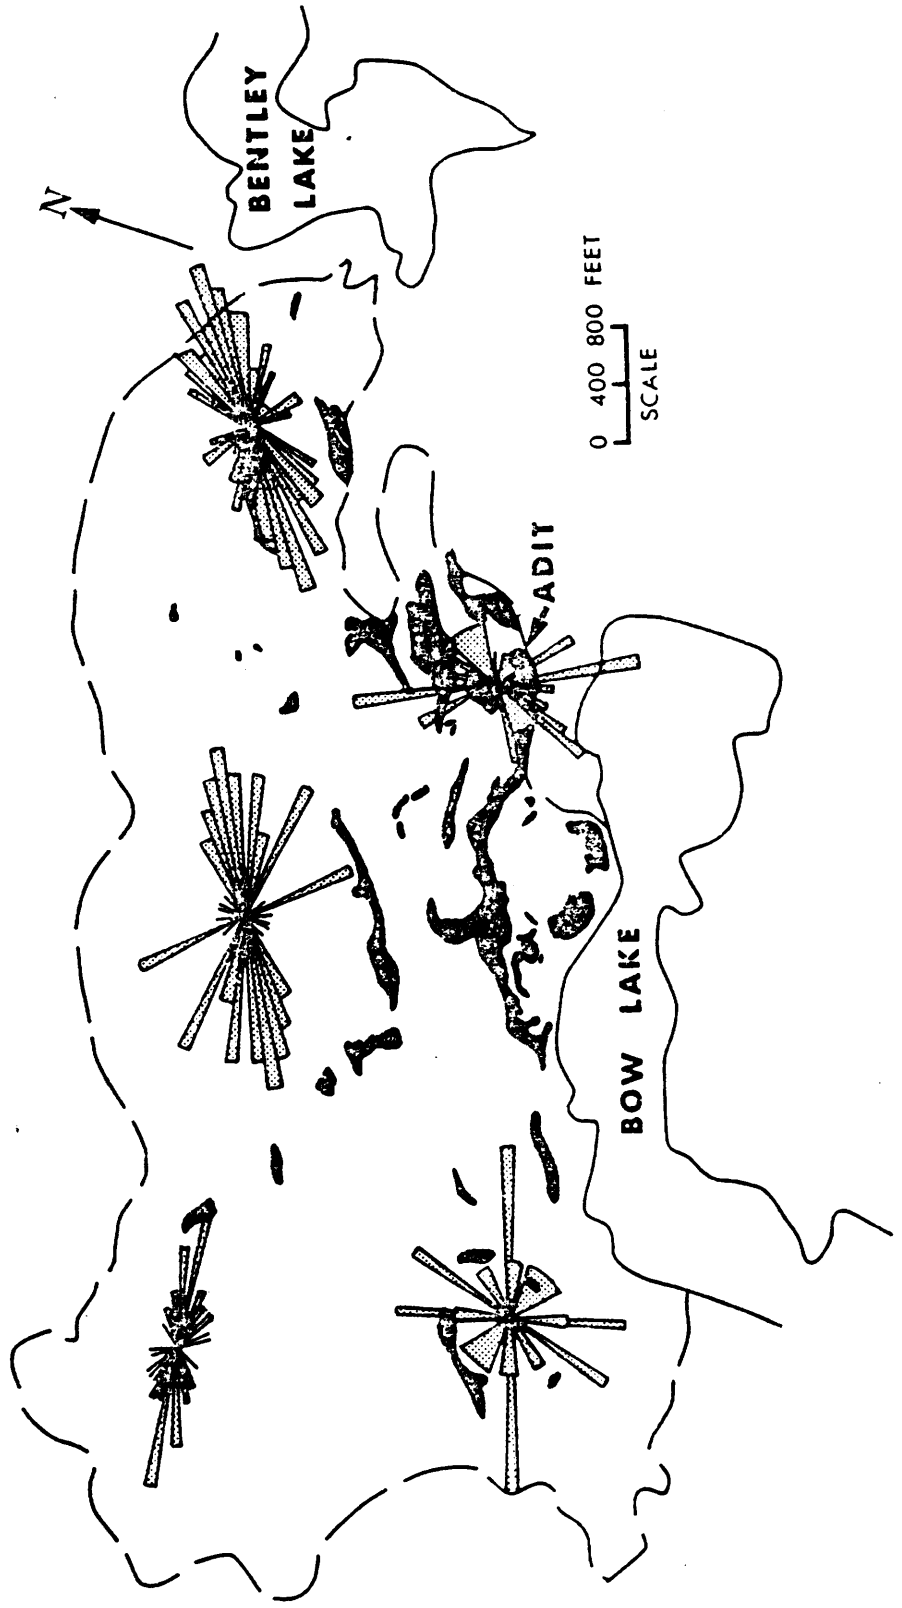 N
BENTLEY
LAKE
0 400 800 FEET
SCALE
ADIT
BOW LAKE